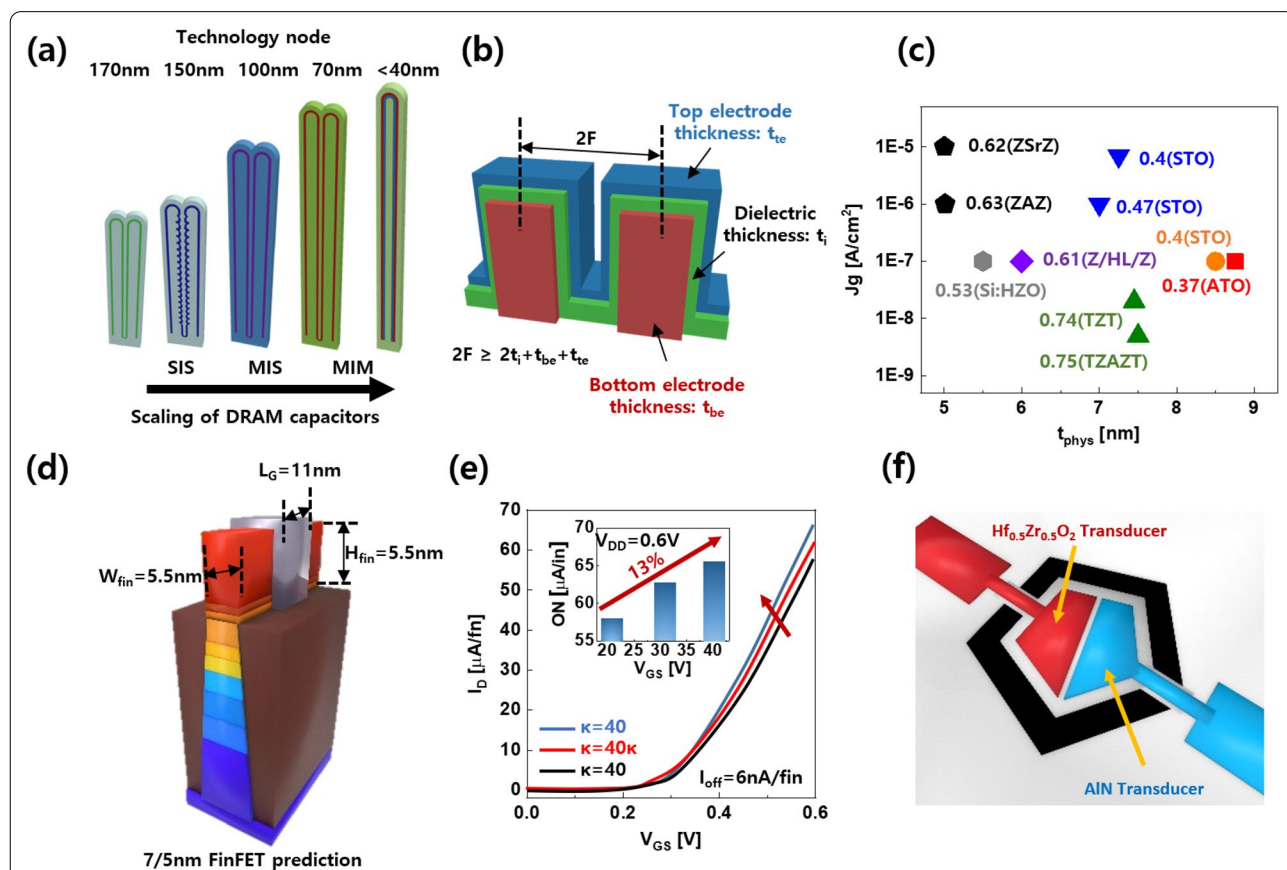 (a)
Technology node
170nm 150nm 100nm 70nm <40nm
SIS MIS MIM
Scaling of DRAM capacitors
(b)
Top electrode
thickness: tte
2F
Dielectric
thickness: ti
2F ≥ 2ti+tbe+tte
Bottom electrode
thickness: tbe
(c)
Jg [A/cm2]
1E-5
1E-6
1E-7
1E-8
1E-9
0.62(ZSrZ)
0.4(STO)
0.63(ZAZ)
0.47(STO)
0.4(STO)
0.61(Z/HL/Z)
0.53(Si:HZO)
0.37(ATO)
0.74(TZT)
0.75(TZAZT)
5 6 7 8 9
tphys [nm]
(d)
LG=11nm
Hfin=5.5nm
Wfin=5.5nm
7/5nm FinFET prediction
(e)
ID [μA/fn]
70
60
50
40
30
20
10
0
ON [μA/in]
70
65
60
55
VDD=0.6V
13%
20 25 30 35 40
VGS [V]
κ=40
κ=40κ
κ=40
Ioff=6nA/fin
0.0 0.2 0.4 0.6
VGS [V]
(f)
Hf0.5Zr0.5O2 Transducer
AlN Transducer